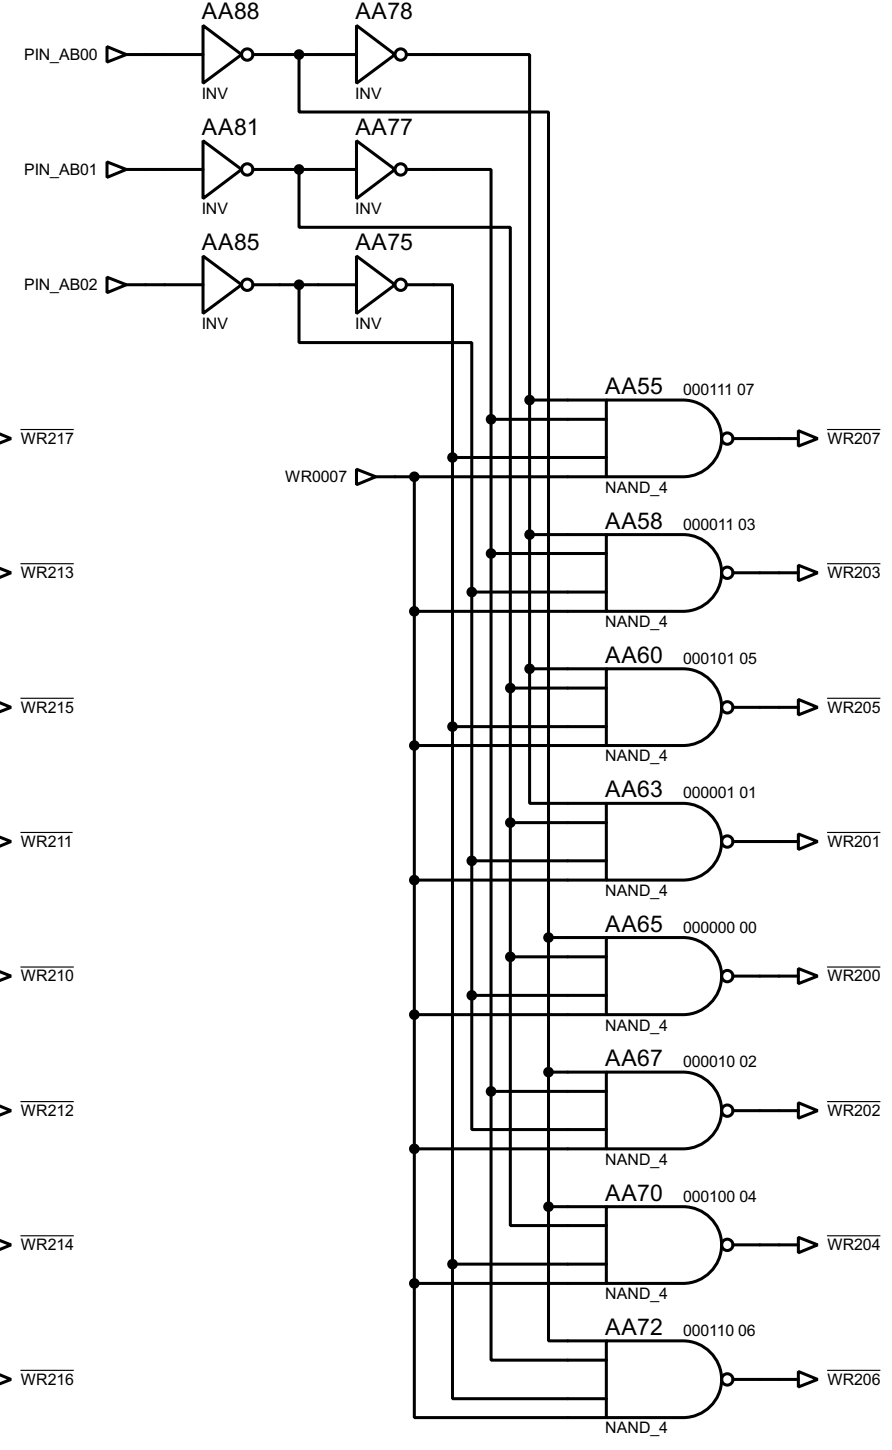 AA88 AA78
PIN_AB00
INV INV
AA81 AA77
PIN_AB01
INV INV
AA85 AA75
PIN_AB02
INV INV
AA55 000111 07
WR217 WR207
WR0007
NAND_4
AA58 000011 03
WR213 WR203
NAND_4
AA60 000101 05
WR215 WR205
NAND_4
AA63 000001 01
WR211 WR201
NAND_4
AA65 000000 00
WR210 WR200
NAND_4
AA67 000010 02
WR212 WR202
NAND_4
AA70 000100 04
WR214 WR204
NAND_4
AA72 000110 06
WR216 WR206
NAND_4